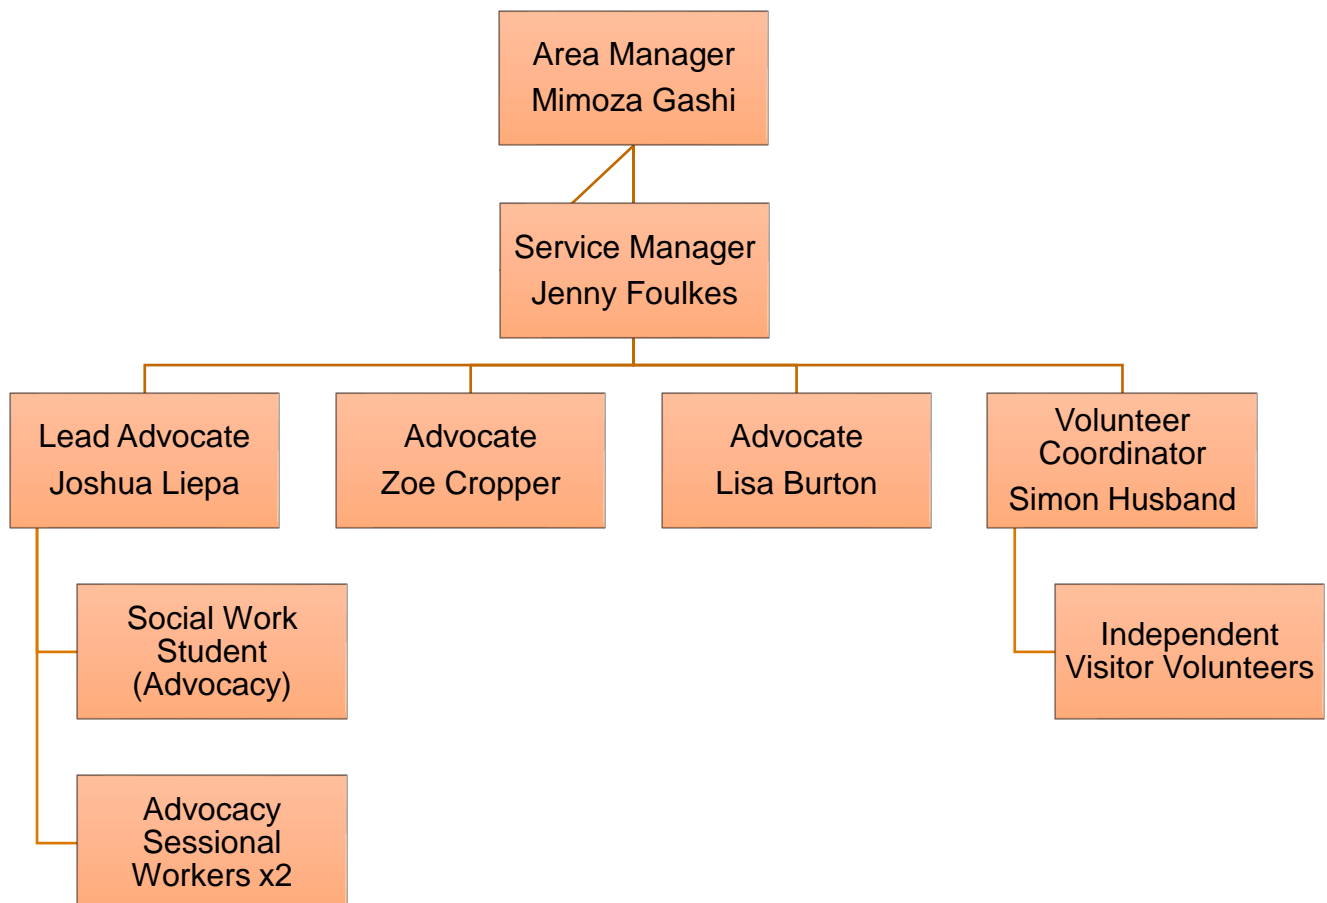 Area Manager
Mimoza Gashi
Service Manager
Jenny Foulkes
Lead Advocate
Joshua Liepa
Advocate
Zoe Cropper
Advocate
Lisa Burton
Volunteer
Coordinator
Simon Husband
Social Work
Student
(Advocacy)
Independent
Visitor Volunteers
Advocacy
Sessional
Workers x2